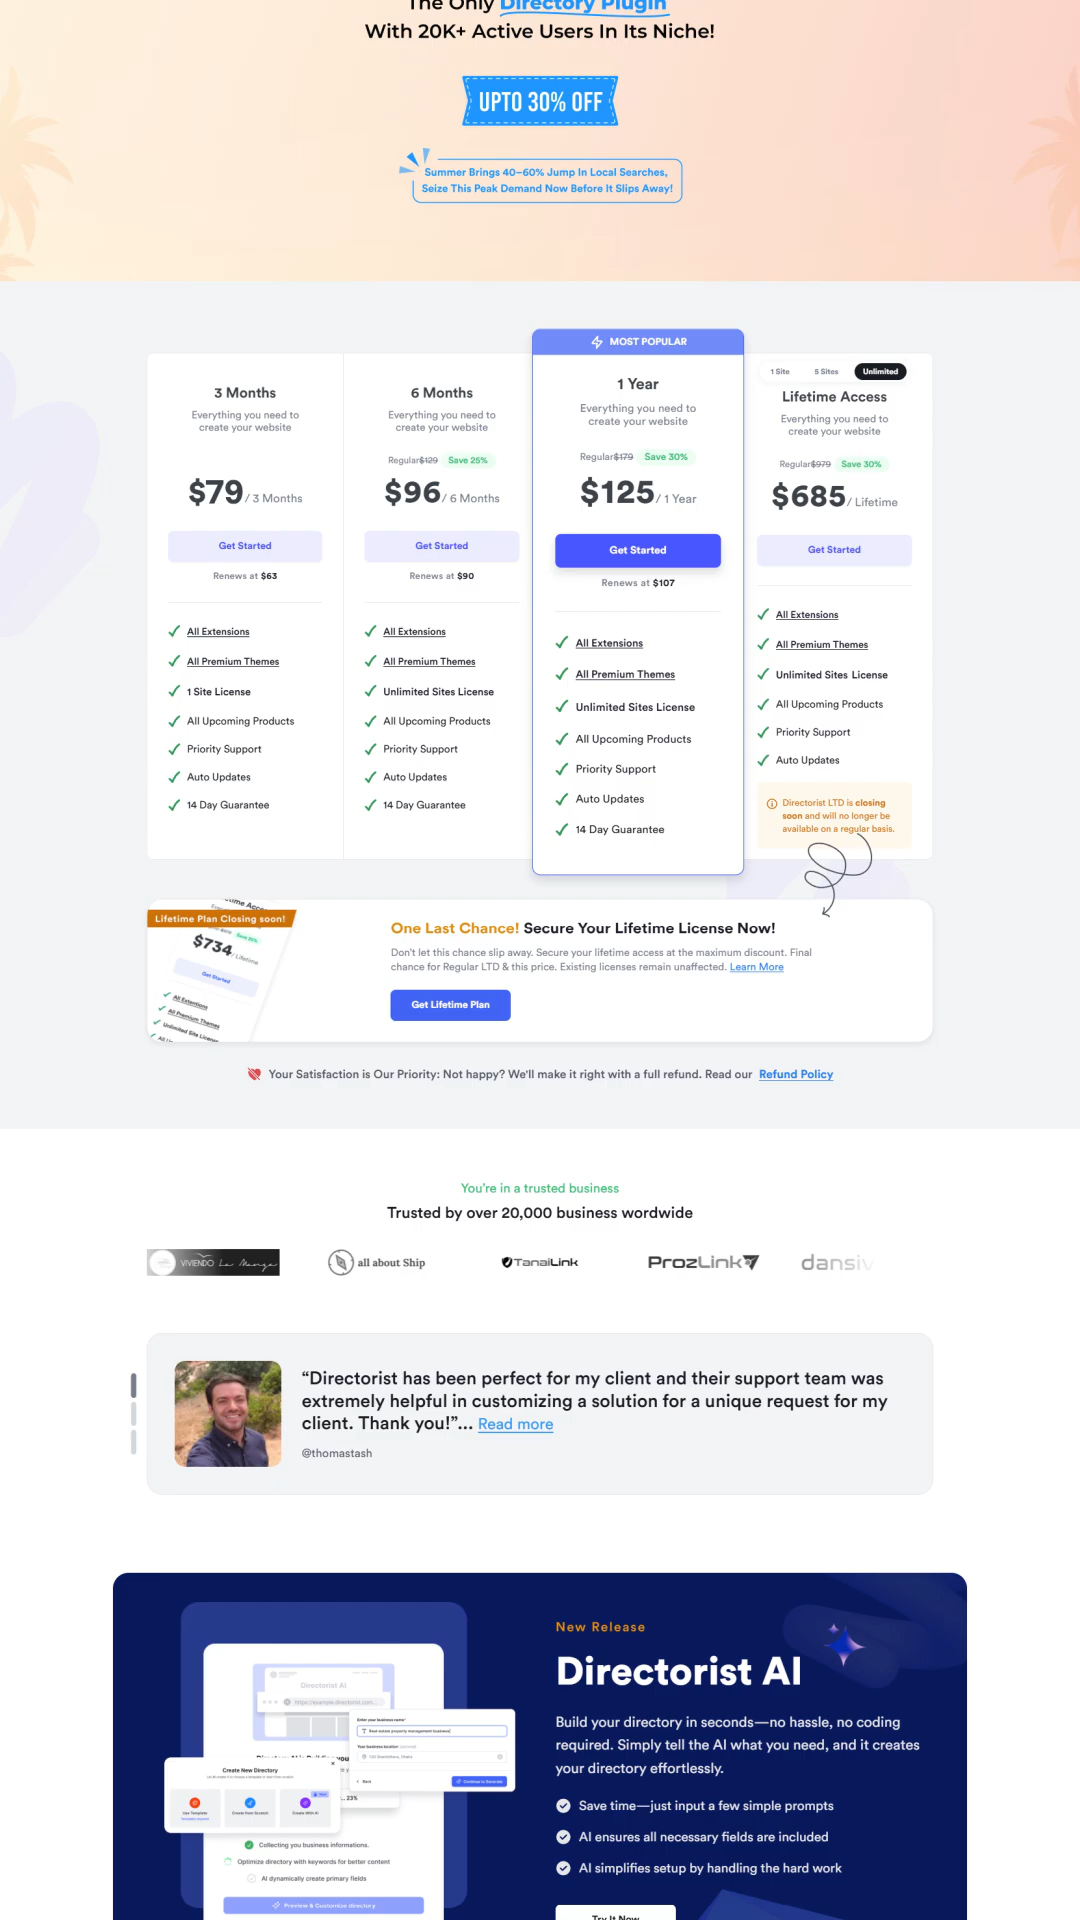 The Only Directory Plugin
With 20K+ Active Users In Its Niche!
UPTO 30% OFF
Summer Brings 40–60% Jump In Local Searches,
Seize This Peak Demand Now Before It Slips Away!
3 Months
Everything you need to
create your website
$79/ 3 Months
Get Started
Renews at $63
All Extensions
All Premium Themes
1 Site License
All Upcoming Products
Priority Support
Auto Updates
14 Day Guarantee
6 Months
Everything you need to
create your website
Regular$129 Save 25%
$96/ 6 Months
Get Started
Renews at $90
All Extensions
All Premium Themes
Unlimited Sites License
All Upcoming Products
Priority Support
Auto Updates
14 Day Guarantee
MOST POPULAR
1 Year
Everything you need to
create your website
Regular$179 Save 30%
$125/ 1 Year
Get Started
Renews at $107
All Extensions
All Premium Themes
Unlimited Sites License
All Upcoming Products
Priority Support
Auto Updates
14 Day Guarantee
1 Site 5 Sites Unlimited
Lifetime Access
Everything you need to
create your website
Regular$979 Save 30%
$685/ Lifetime
Get Started
All Extensions
All Premium Themes
Unlimited Sites License
All Upcoming Products
Priority Support
Auto Updates
Directorist LTD is closing
soon and will no longer be
available on a regular basis.
Lifetime Plan Closing soon!
$734/ Lifetime
Get Started
All Extentions
All Premium Themes
Unlimited Site License
One Last Chance! Secure Your Lifetime License Now!
Don't let this chance slip away. Secure your lifetime access at the maximum discount. Final
chance for Regular LTD & this price. Existing licenses remain unaffected. Learn More
Get Lifetime Plan
Your Satisfaction is Our Priority: Not happy? We'll make it right with a full refund. Read our Refund Policy
You're in a trusted business
Trusted by over 20,000 business wordwide
VIVIENDO La Manga
all about Ship
TanaiLink
ProzLink
dansiv
“Directorist has been perfect for my client and their support team was
extremely helpful in customizing a solution for a unique request for my
client. Thank you!”... Read more
@thomastash
Directorist AI
https://example.directorist.com...
Enter your business name*
Real estate property management business
Your business location
Back
Continue to Generate
Create New Directory
Use Template
Create From Scratch
Create With AI
23%
Collecting you business informations.
Optimize directory with keywords for better content
AI dynamically create primary fields
Preview & Customise directory
New Release
Directorist AI
Build your directory in seconds—no hassle, no coding
required. Simply tell the AI what you need, and it creates
your directory effortlessly.
Save time—just input a few simple prompts
AI ensures all necessary fields are included
AI simplifies setup by handling the hard work
Try It Now